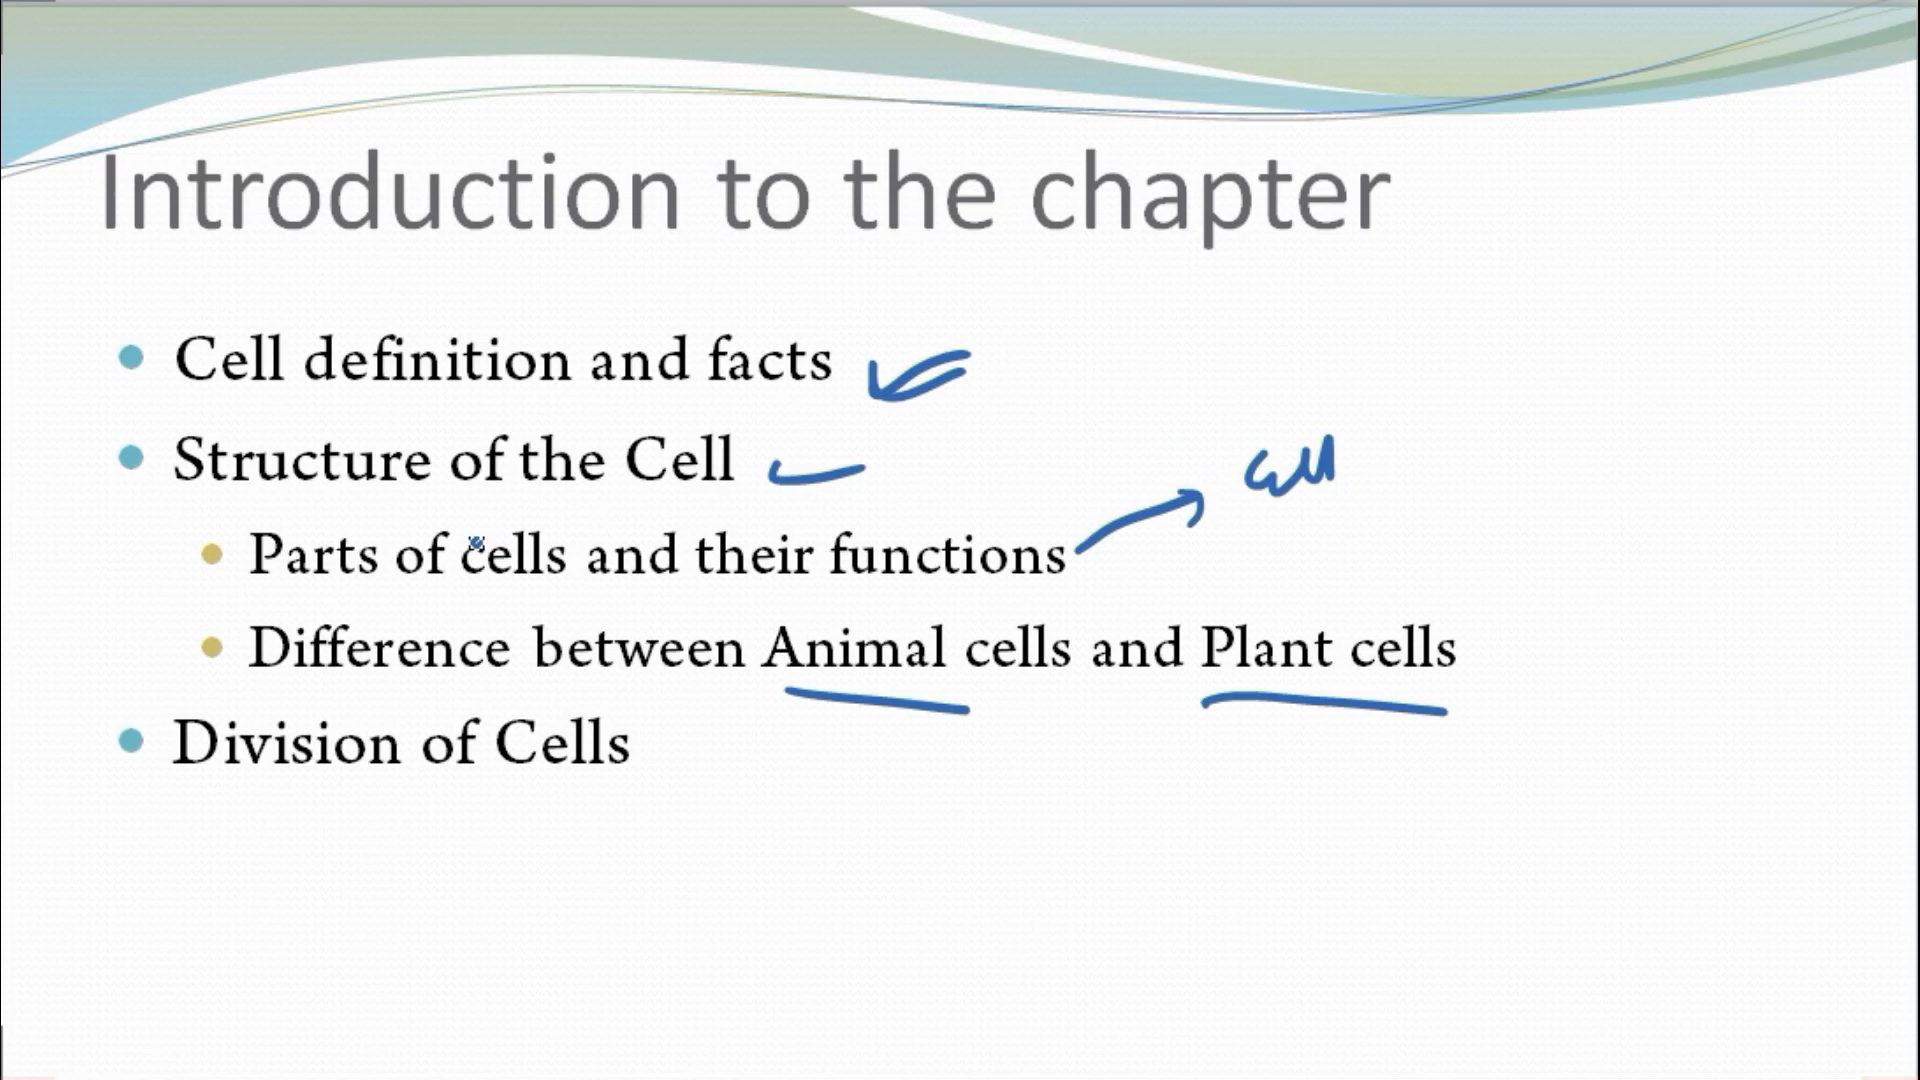 Introduction to the chapter
Cell definition and facts
Structure of the Cell
Cell
Parts of cells and their functions
Difference between Animal cells and Plant cells
Division of Cells